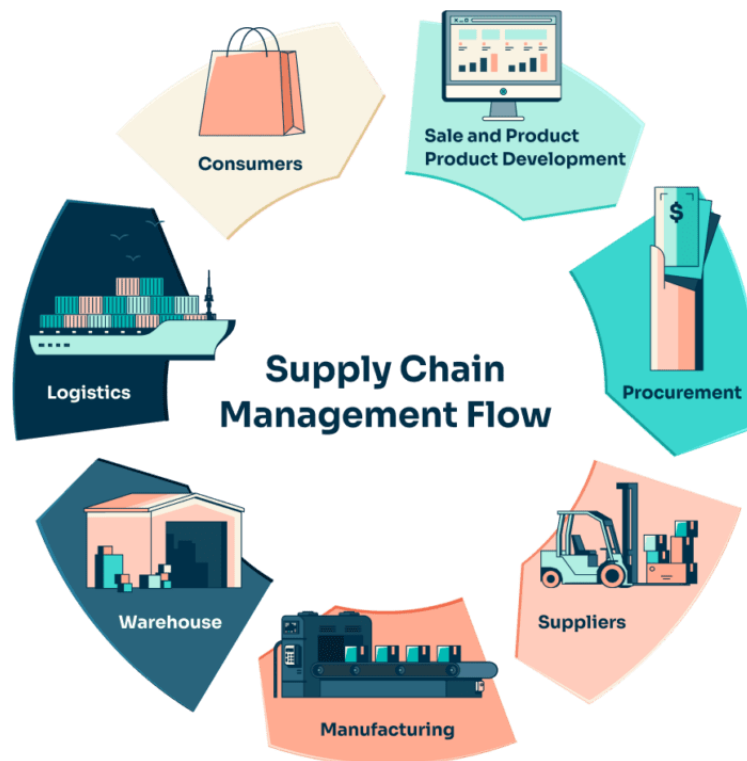 Consumers
Sale and Product
Product Development
$
Procurement
Logistics
Supply Chain
Management Flow
Suppliers
Warehouse
Manufacturing